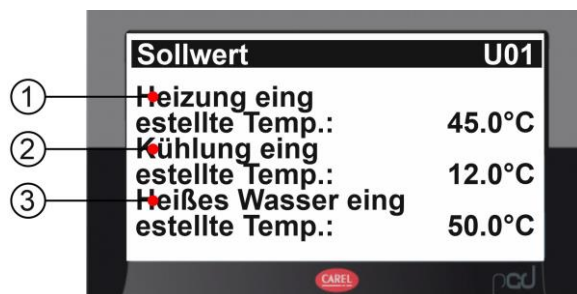 Sollwert U01
1 Heizung eing
estellte Temp.: 45.0°C
2 Kühlung eing
estellte Temp.: 12.0°C
3 Heißes Wasser eing
estellte Temp.: 50.0°C
CAREL pGD